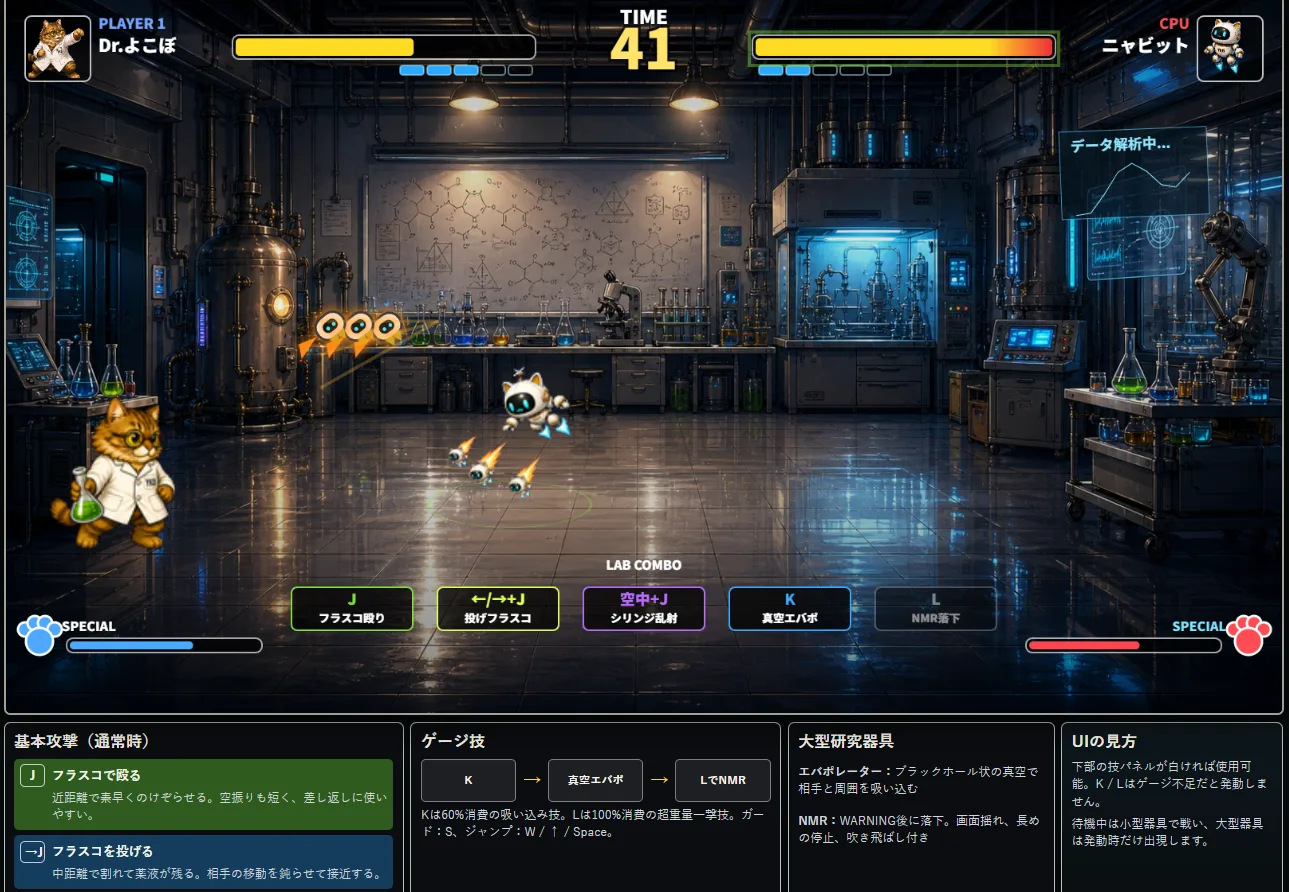 PLAYER 1
Dr.よこぼ
TIME
41
CPU
ニャビット
データ解析中...
LAB COMBO
J
フラスコ殴り
←/→+J
投げフラスコ
空中+J
シリンジ乱射
K
真空エバポ
L
NMR落下
SPECIAL
SPECIAL
基本攻撃（通常時）
J フラスコで殴る
近距離で素早くのけぞらせる。空振りも短く、差し返しに使い
やすい。
→J フラスコを投げる
中距離で割れて薬液が残る。相手の移動を鈍らせて接近する。
ゲージ技
K → 真空エバポ → LでNMR
Kは60%消費の吸い込み技。Lは100%消費の超重量一撃技。ガー
ド：S、ジャンプ：W / ↑ / Space。
大型研究器具
エバポレーター：ブラックホール状の真空で
相手と周囲を吸い込む
NMR：WARNING後に落下。画面揺れ、長め
の停止、吹き飛ばし付き
UIの見方
下部の技パネルが白ければ使用可
能。K / Lはゲージ不足だと発動しま
せん。
待機中は小型器具で戦い、大型器具
は発動時だけ出現します。